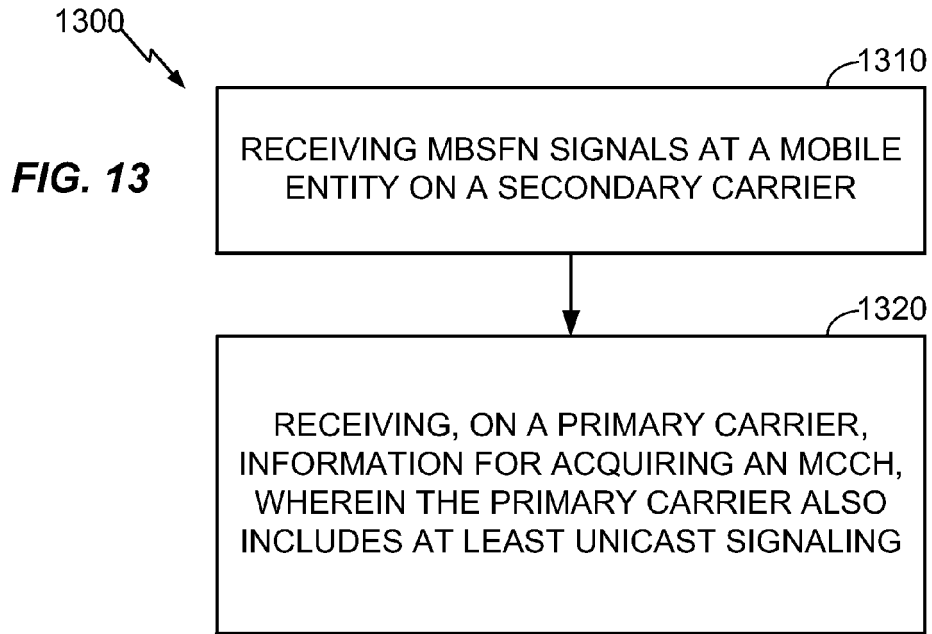 1300
FIG. 13
1310
RECEIVING MBSFN SIGNALS AT A MOBILE
ENTITY ON A SECONDARY CARRIER
1320
RECEIVING, ON A PRIMARY CARRIER,
INFORMATION FOR ACQUIRING AN MCCH,
WHEREIN THE PRIMARY CARRIER ALSO
INCLUDES AT LEAST UNICAST SIGNALING